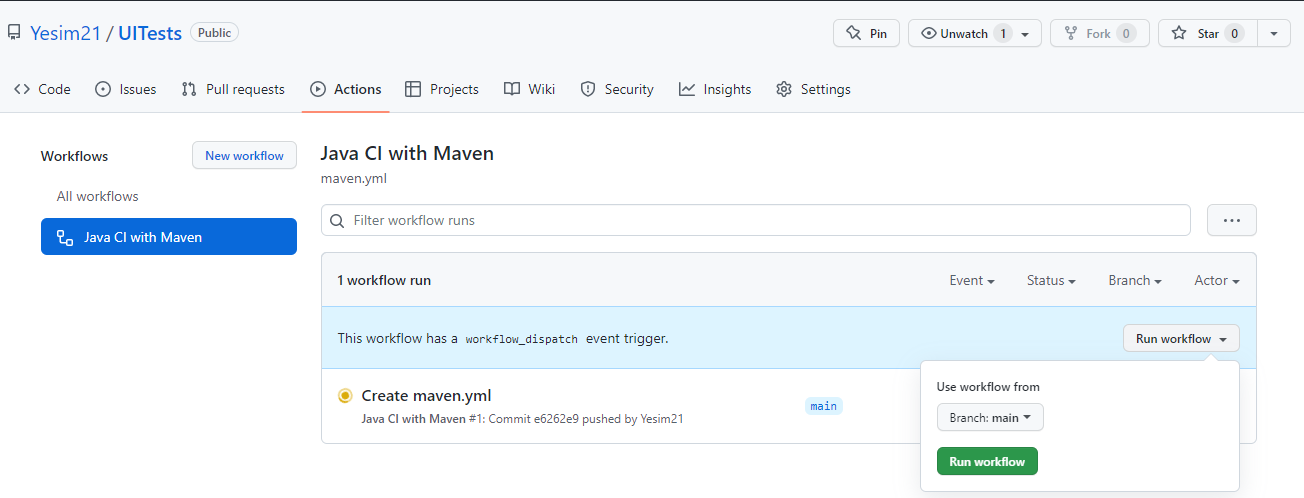 Yesim21 / UITests Public
Pin Unwatch 1 Fork 0 Star 0
Code Issues Pull requests Actions Projects Wiki Security Insights Settings
Workflows New workflow
All workflows
Java CI with Maven
Java CI with Maven
maven.yml
Filter workflow runs
1 workflow run Event Status Branch Actor
This workflow has a workflow_dispatch event trigger. Run workflow
Create maven.yml
Java CI with Maven #1: Commit e6262e9 pushed by Yesim21
main
Use workflow from
Branch: main
Run workflow